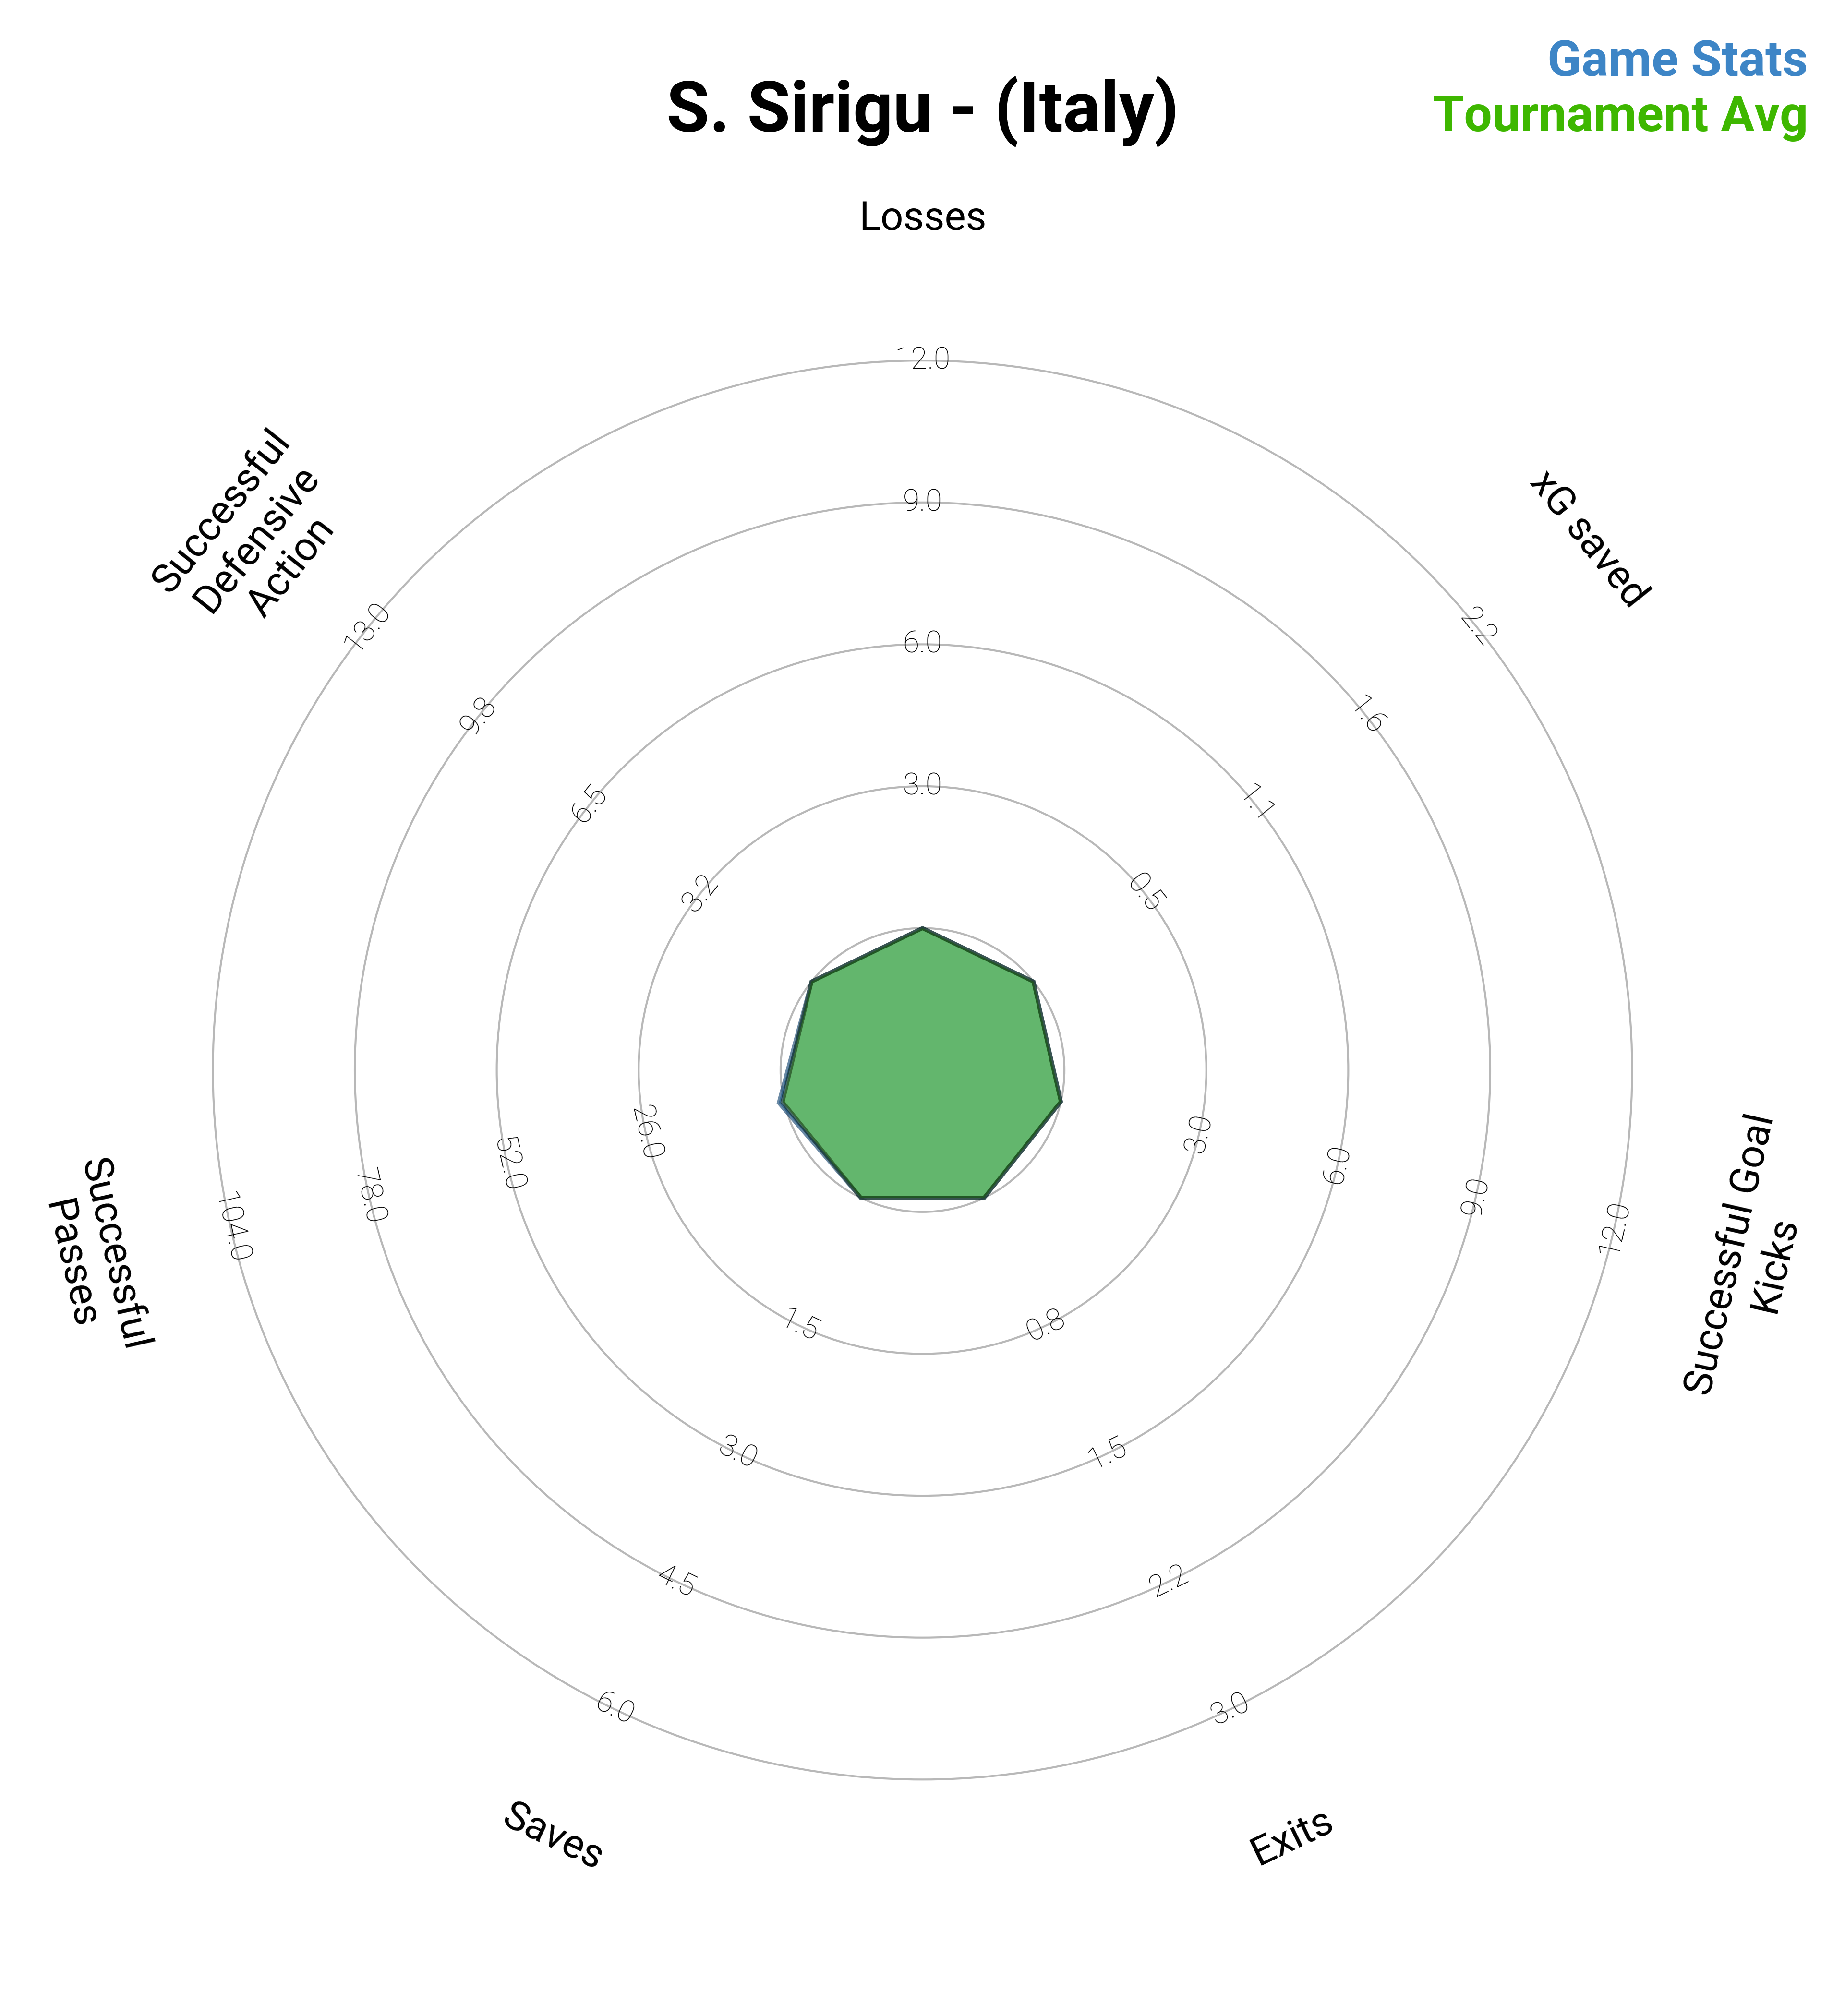 Game Stats
Tournament Avg
S. Sirigu - (Italy)
Losses
12.0
9.0
6.0
3.0
xG saved
2.2
1.6
1.1
0.5
Successful Goal
Kicks
0.3
0.6
0.9
1.2.0
Exits
0.8
1.5
2.2
3.0
Saves
1.5
3.0
4.5
6.0
Successful
Passes
26.0
52.0
78.0
104.0
Successful
Defensive
Action
3.2
6.5
9.8
13.0